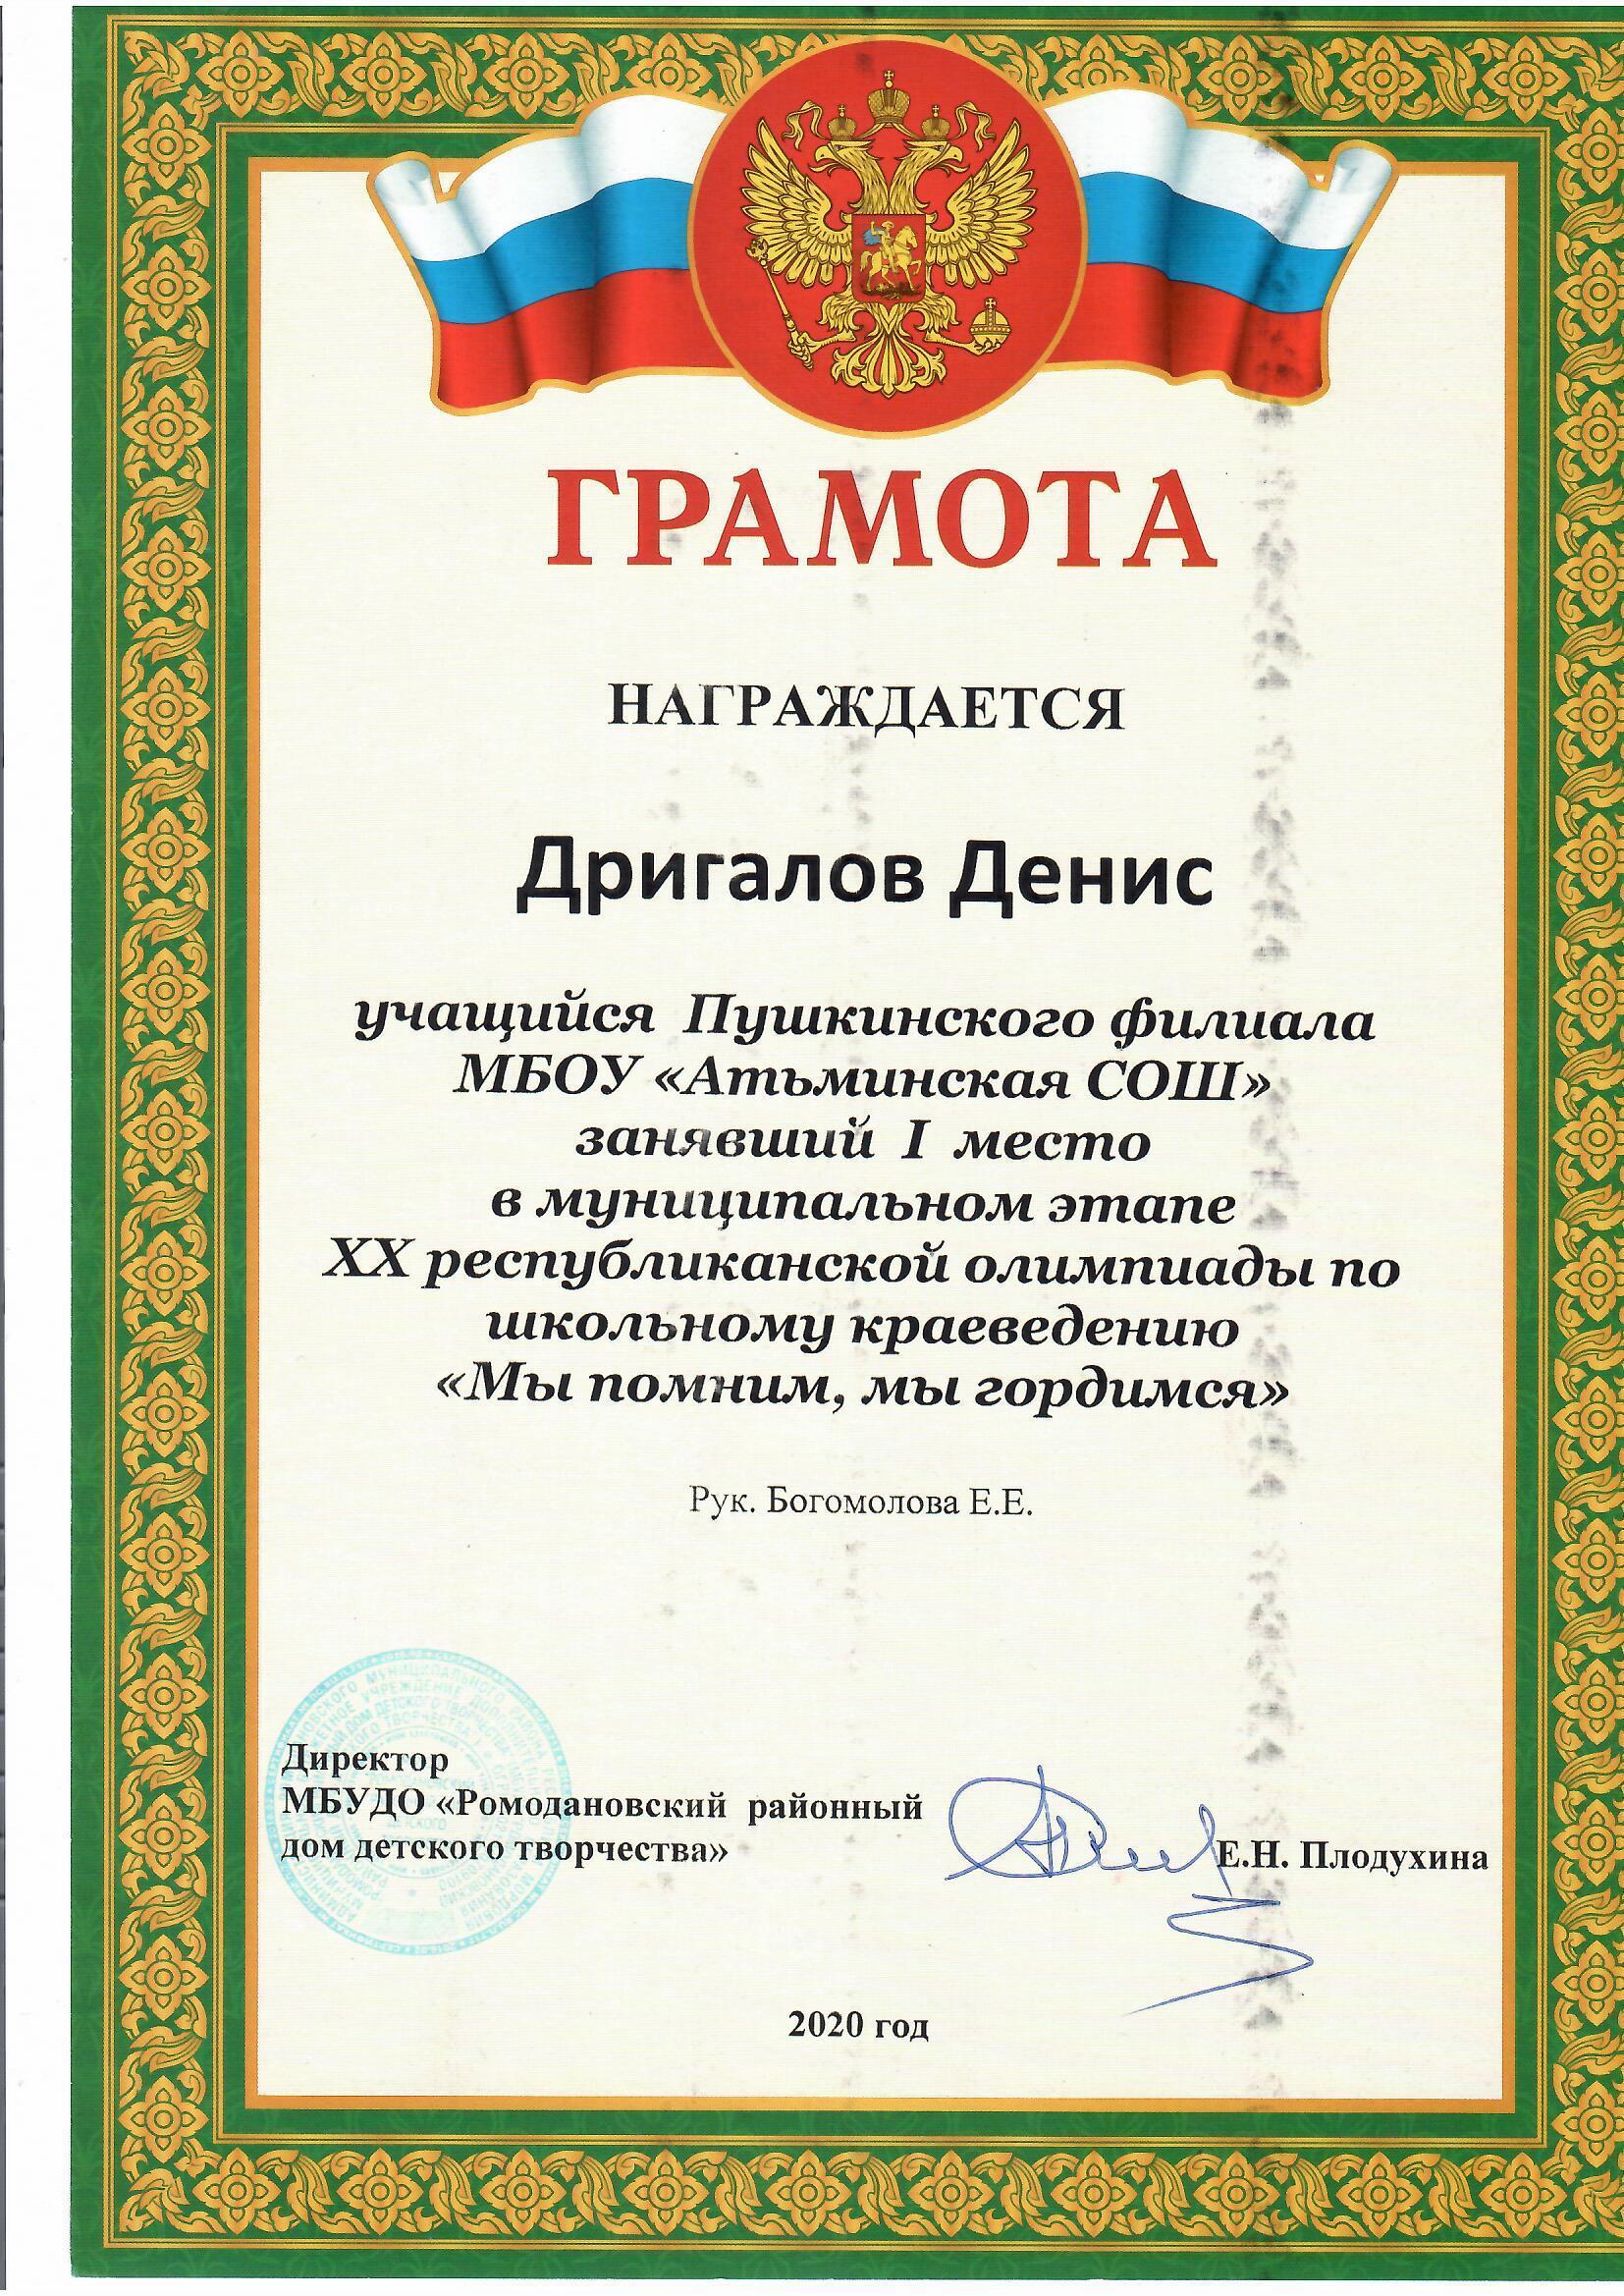 ГРАМОТА
НАГРАЖДАЕТСЯ
Дригалов Денис
учащийся Пушкинского филиала
МБОУ «Атьминская СОШ»
занявший I место
в муниципальном этапе
XX республиканской олимпиады по
школьному краеведению
«Мы помним, мы гордимся»
Рук. Богомолова Е.Е.
Директор
МБУДО «Ромодановский районный
дом детского творчества»
Е.Н. Плодухина
2020 год